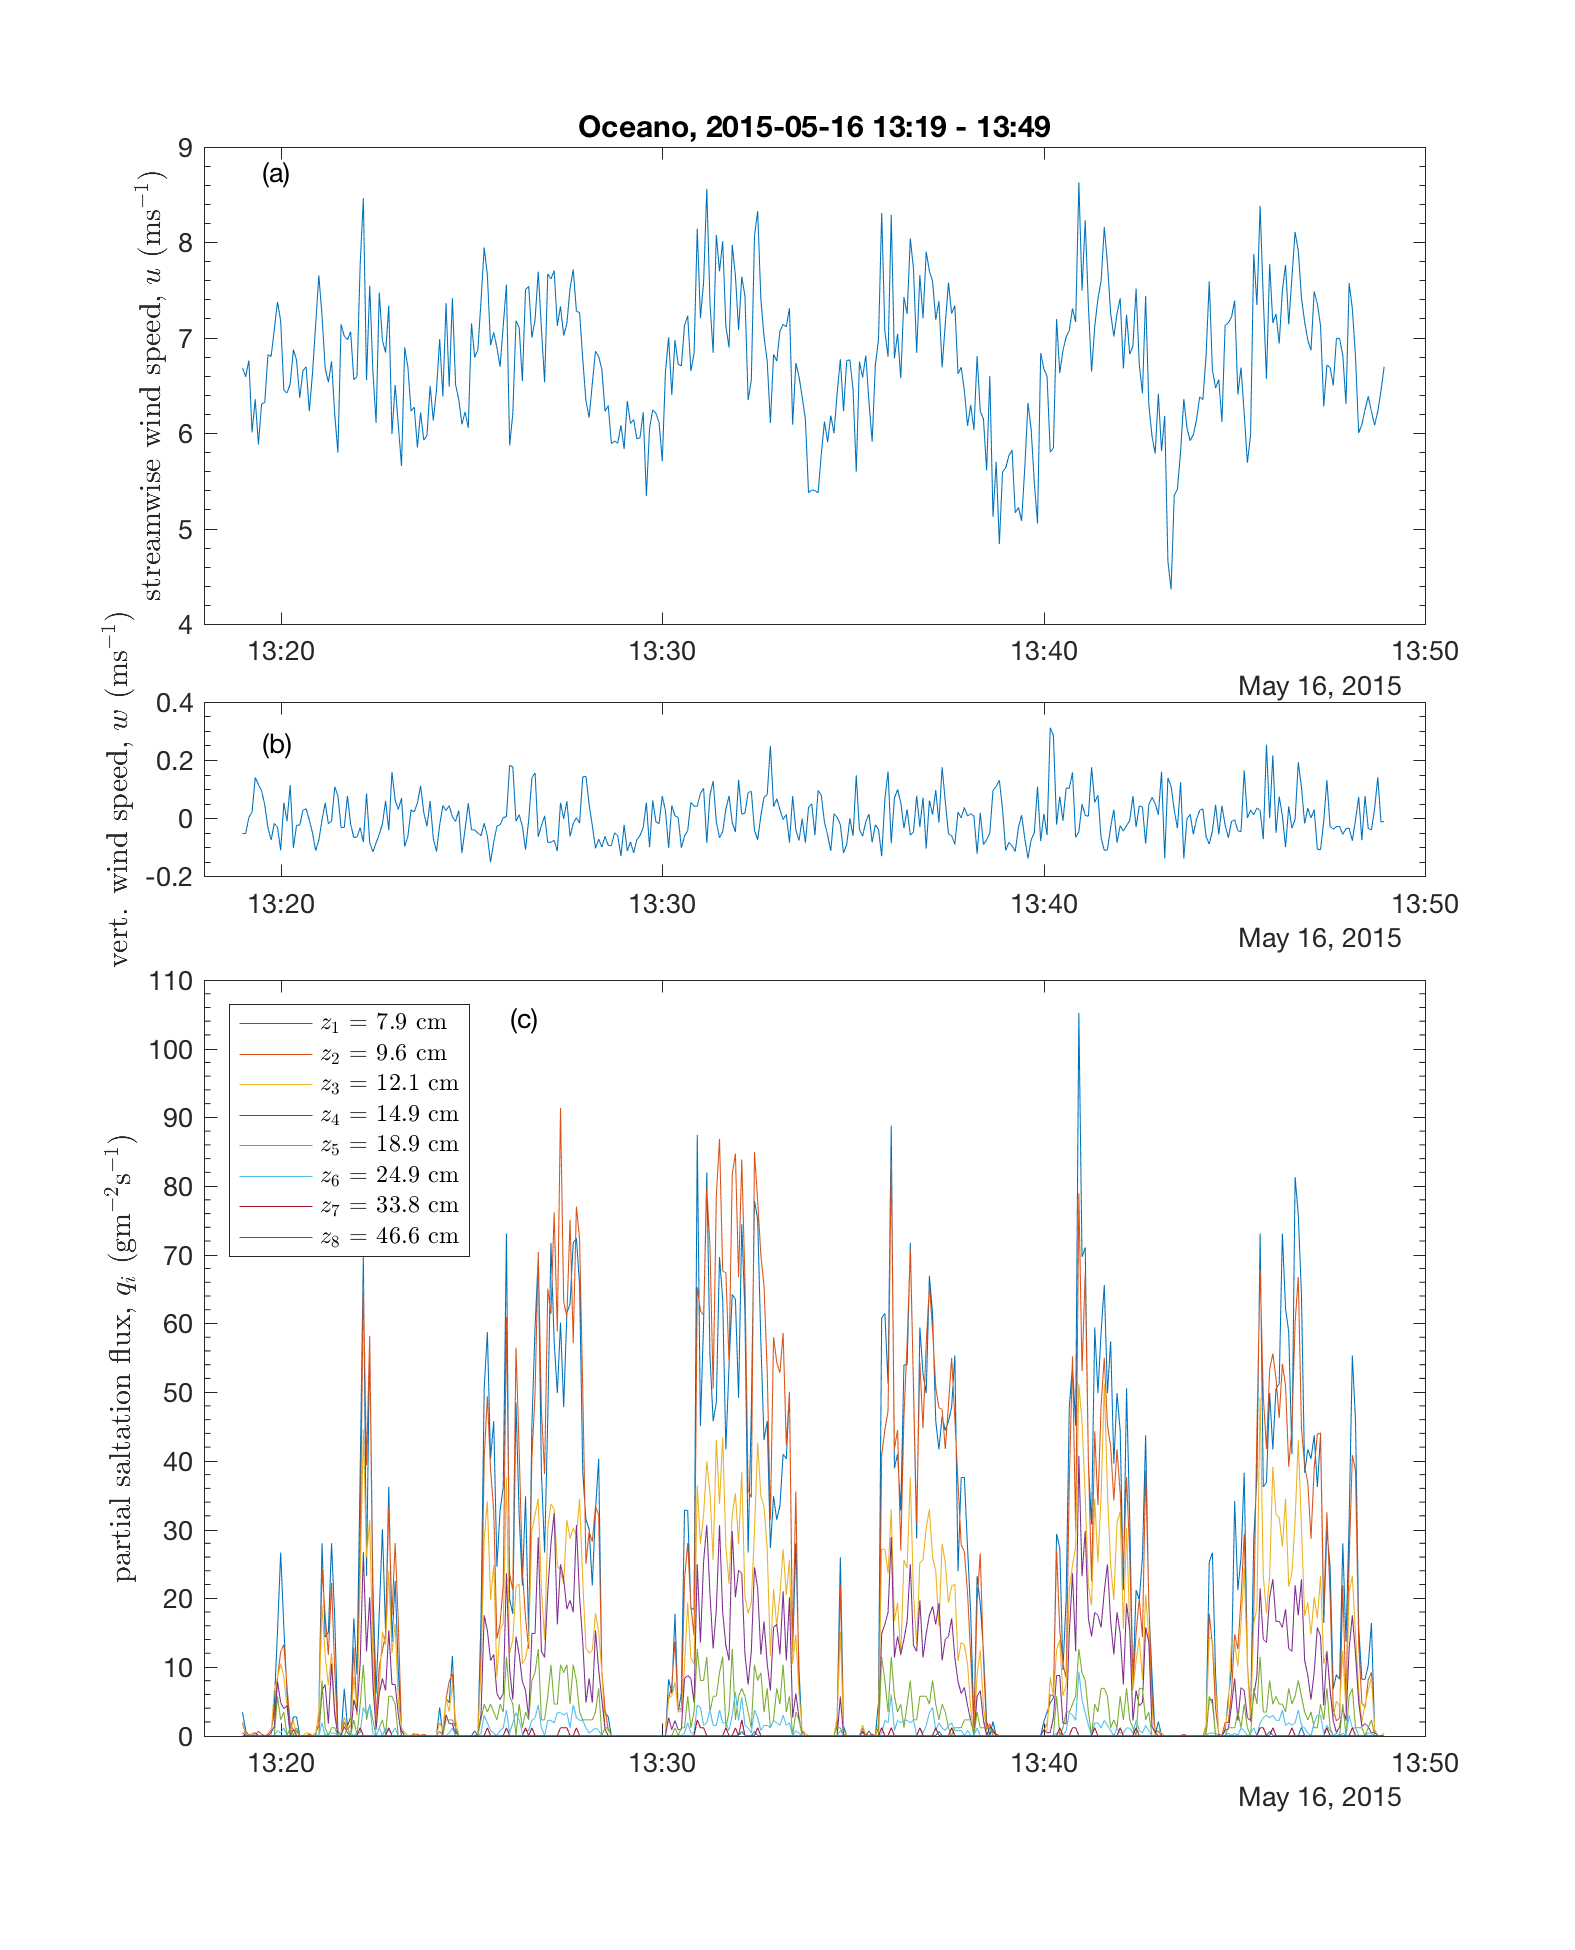 Oceano, 2015-05-16 13:19 - 13:49
(a)
streamwise wind speed, u (ms⁻¹)
9
8
7
6
5
4
13:20 13:30 13:40 13:50
May 16, 2015
(b)
vert. wind speed, w (ms⁻¹)
0.4
0.2
0
-0.2
13:20 13:30 13:40 13:50
May 16, 2015
(c)
partial saltation flux, qᵢ (gm⁻²s⁻¹)
110
100
90
80
70
60
50
40
30
20
10
0
z₁ = 7.9 cm
z₂ = 9.6 cm
z₃ = 12.1 cm
z₄ = 14.9 cm
z₅ = 18.9 cm
z₆ = 24.9 cm
z₇ = 33.8 cm
z₈ = 46.6 cm
13:20 13:30 13:40 13:50
May 16, 2015